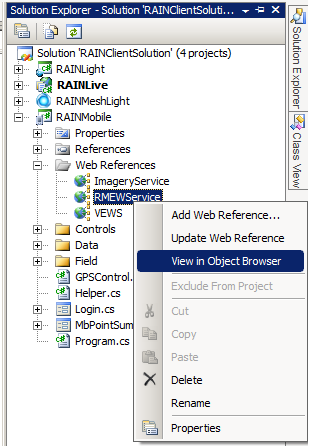 Solution Explorer - Solution 'RAINClientSoluti...
Solution 'RAINClientSolution' (4 projects)
RAINLight
RAINLive
RAINMeshLight
RAINMobile
Properties
References
Web References
ImageryService
RMEWService
VEWS
Controls
Data
Field
GPSControl.
Helper.cs
Login.cs
MbPointSum
Program.cs
Add Web Reference...
Update Web Reference
View in Object Browser
Exclude From Project
Cut
Copy
Paste
Delete
Rename
Properties
Solution Explorer
Class View